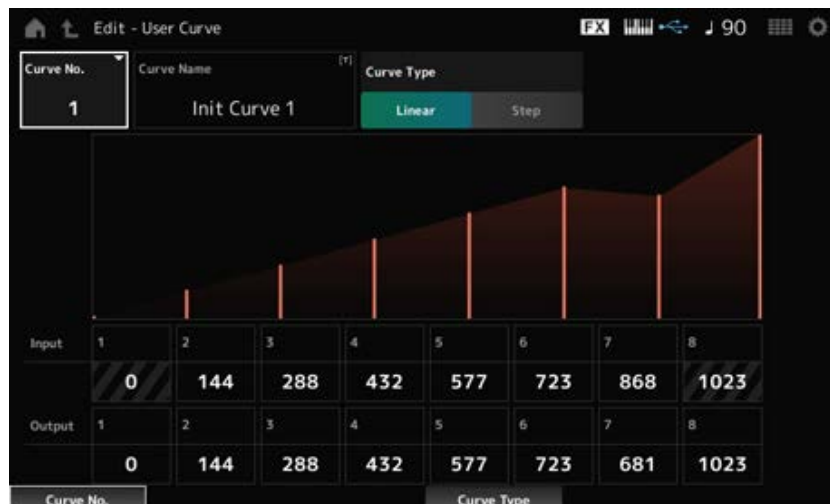 Edit - User Curve FX ♩ 90
Curve No. Curve Name [T] Curve Type
1 Init Curve 1 Linear Step
Input 1 2 3 4 5 6 7 8
0 144 288 432 577 723 868 1023
Output 1 2 3 4 5 6 7 8
0 144 288 432 577 723 681 1023
Curve No. Curve Type